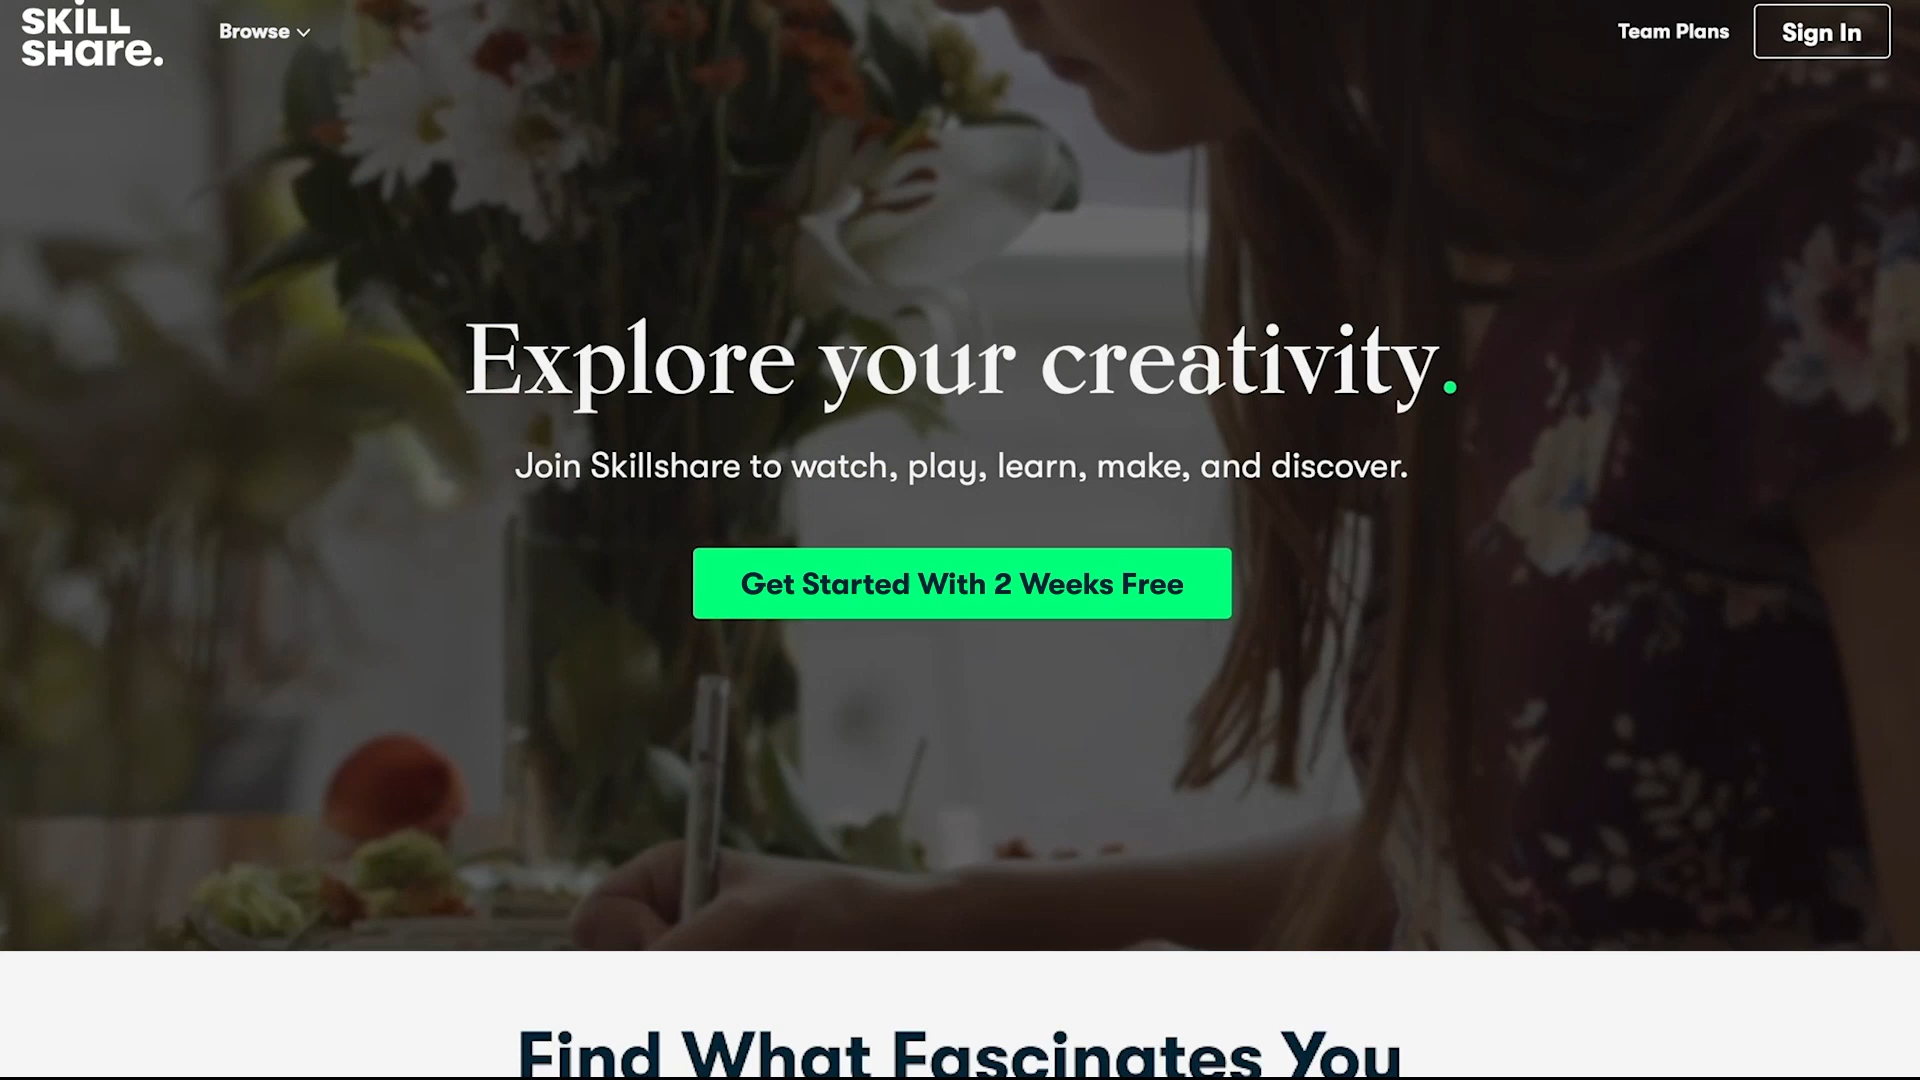 SKiLL
sHare.
Browse
Team Plans
Sign In
Explore your creativity.
Join Skillshare to watch, play, learn, make, and discover.
Get Started With 2 Weeks Free
Find What Fascinates You